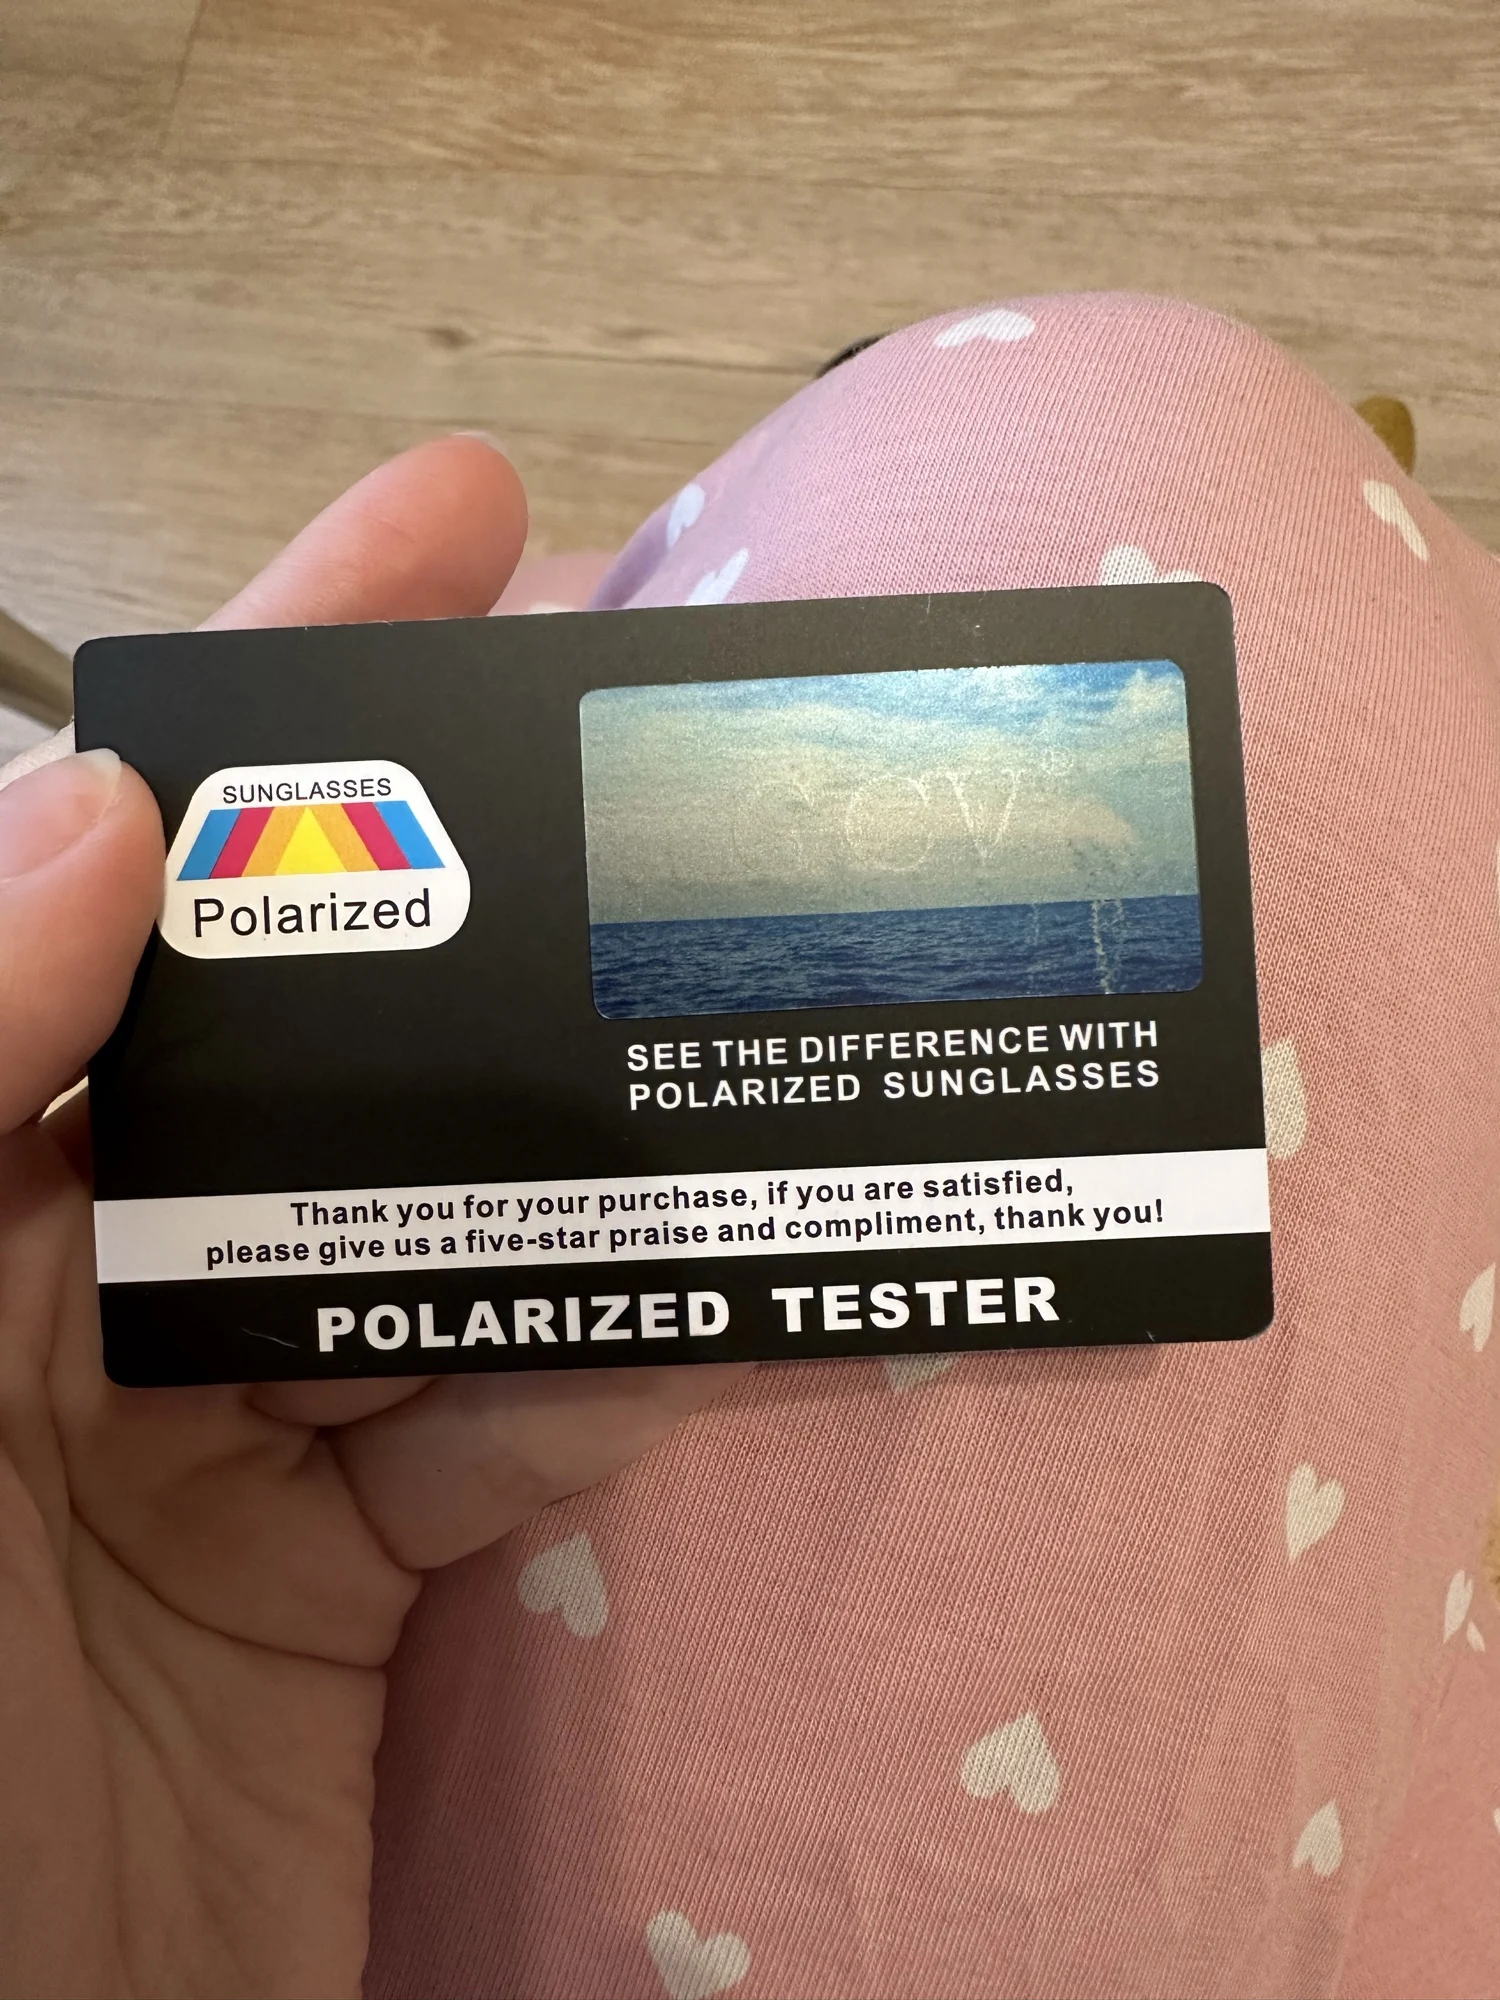 SUNGLASSES
Polarized
SEE THE DIFFERENCE WITH
POLARIZED SUNGLASSES
Thank you for your purchase, if you are satisfied,
please give us a five-star praise and compliment, thank you!
POLARIZED TESTER